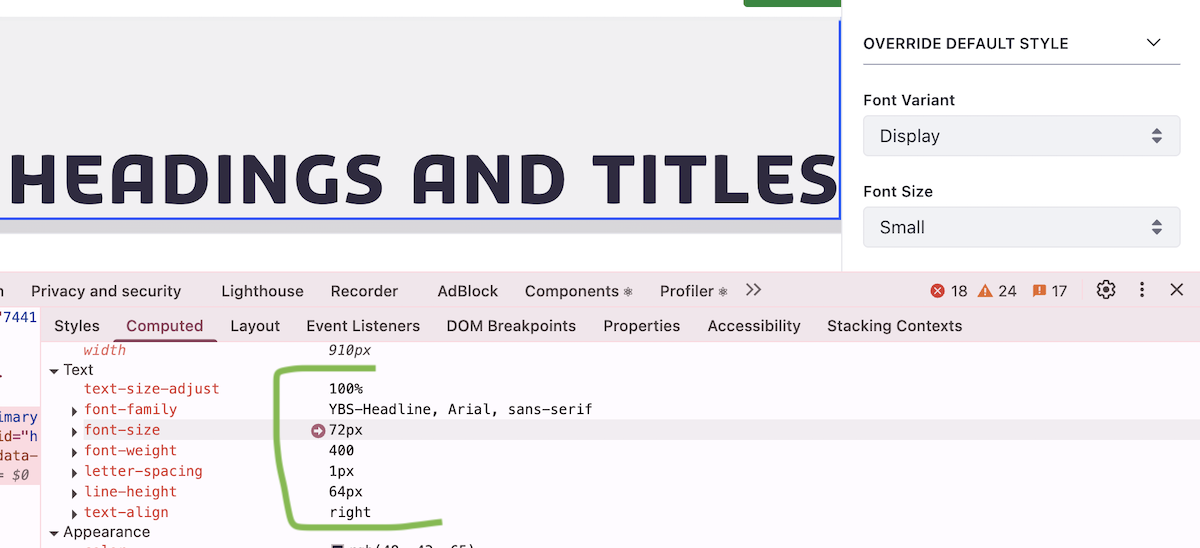 OVERRIDE DEFAULT STYLE
Font Variant
Display
HEADINGS AND TITLES
Font Size
Small
Privacy and security Lighthouse Recorder AdBlock Components Profiler 18 24 17
"7441
Styles Computed Layout Event Listeners DOM Breakpoints Properties Accessibility Stacking Contexts
width 910px
Text
text-size-adjust 100%
font-family YBS-Headline, Arial, sans-serif
font-size 72px
font-weight 400
letter-spacing 1px
line-height 64px
text-align right
imary
id="h
data-
= $0
Appearance